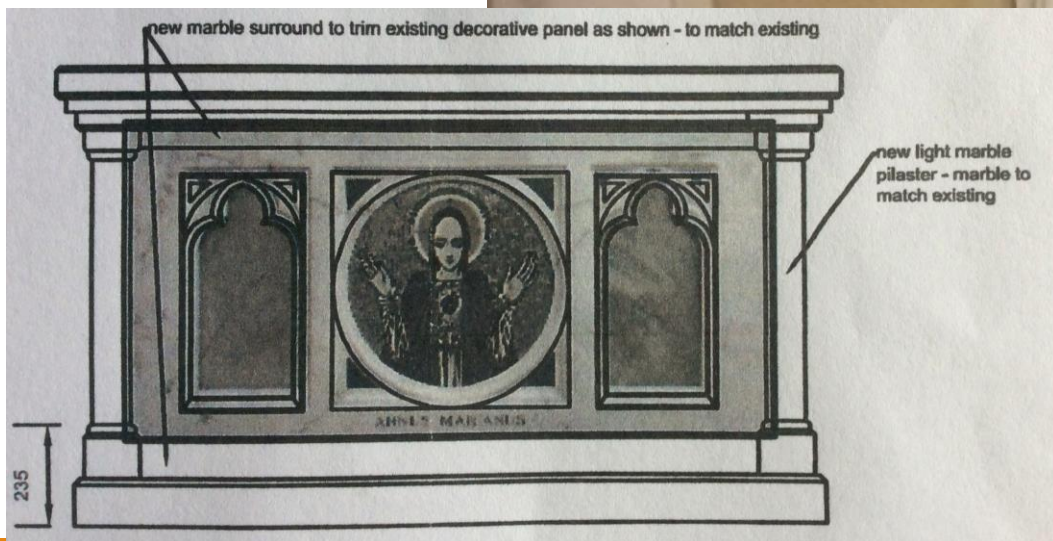 new marble surround to trim existing decorative panel as shown - to match existing
new light marble
pilaster - marble to
match existing
MARIANUS
235